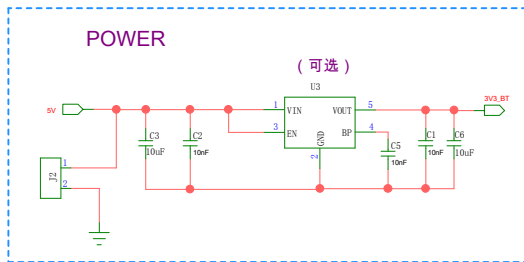 POWER
（可选）
U3
5V
1 VIN VOUT 5
3V3_BT
3 EN BP 4
GND
2
C3
10uF
C2
10nF
C5
10nF
C1
10nF
C6
10uF
J2
1
2